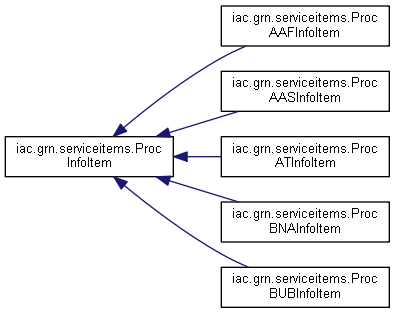 iac.grn.serviceitems.Proc
AAFInfoItem
iac.grn.serviceitems.Proc
AASInfoItem
iac.grn.serviceitems.Proc
InfoItem
iac.grn.serviceitems.Proc
ATInfoItem
iac.grn.serviceitems.Proc
BNAInfoItem
iac.grn.serviceitems.Proc
BUBInfoItem